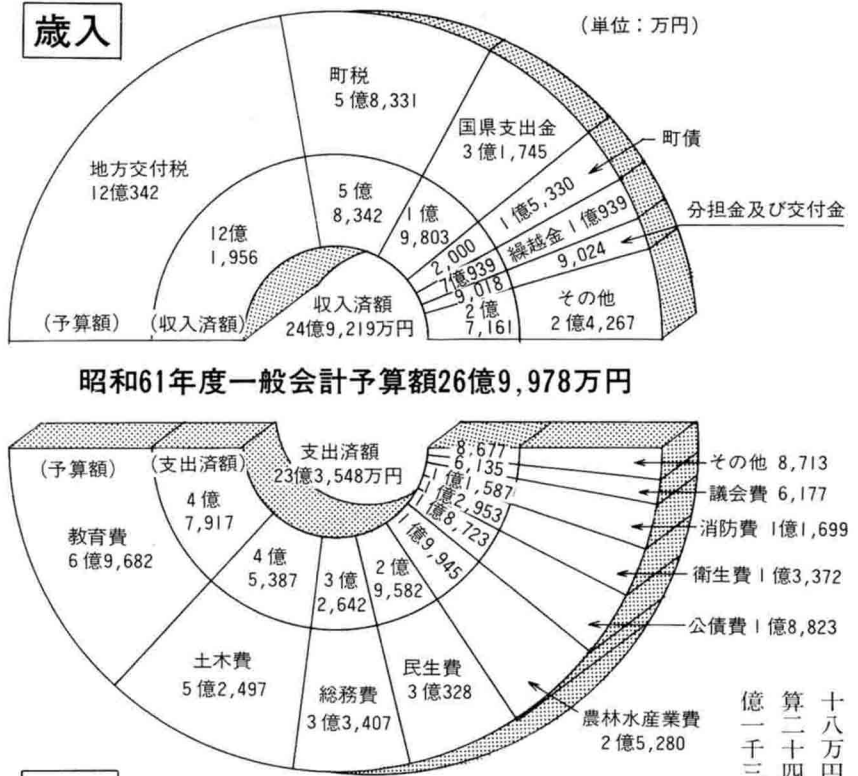 歳入
(単位：万円)
町税
5億8,331
国県支出金
3億1,745
町債
1億5,330
地方交付税
12億342
繰越金1億939
分担金及び交付金
9,024
その他
2億4,267
12億
1,956
5億
8,342
1億
9,803
2,000
1億939
9,018
2億
7,161
(予算額)
(収入済額)
収入済額
24億9,219万円
昭和61年度一般会計予算額26億9,978万円
支出済額
23億3,548万円
(予算額)
(支出済額)
4億
7,917
教育費
6億9,682
4億
5,387
3億
2,642
2億
9,582
1億9,945
1億8,723
1億2,953
1億1,587
6,135
8,677
その他 8,713
議会費 6,177
消防費 1億1,699
衛生費1億3,372
公債費1億8,823
農林水産業費
2億5,280
民生費
3億328
総務費
3億3,407
土木費
5億2,497
十八万円
算二十四
億一千三